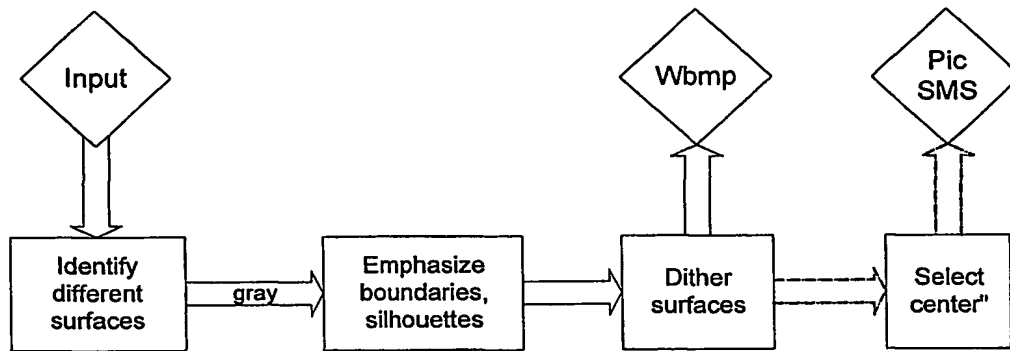 Input
Wbmp
Pic
SMS
Identify
different
surfaces
gray
Emphasize
boundaries,
silhouettes
Dither
surfaces
Select
center"